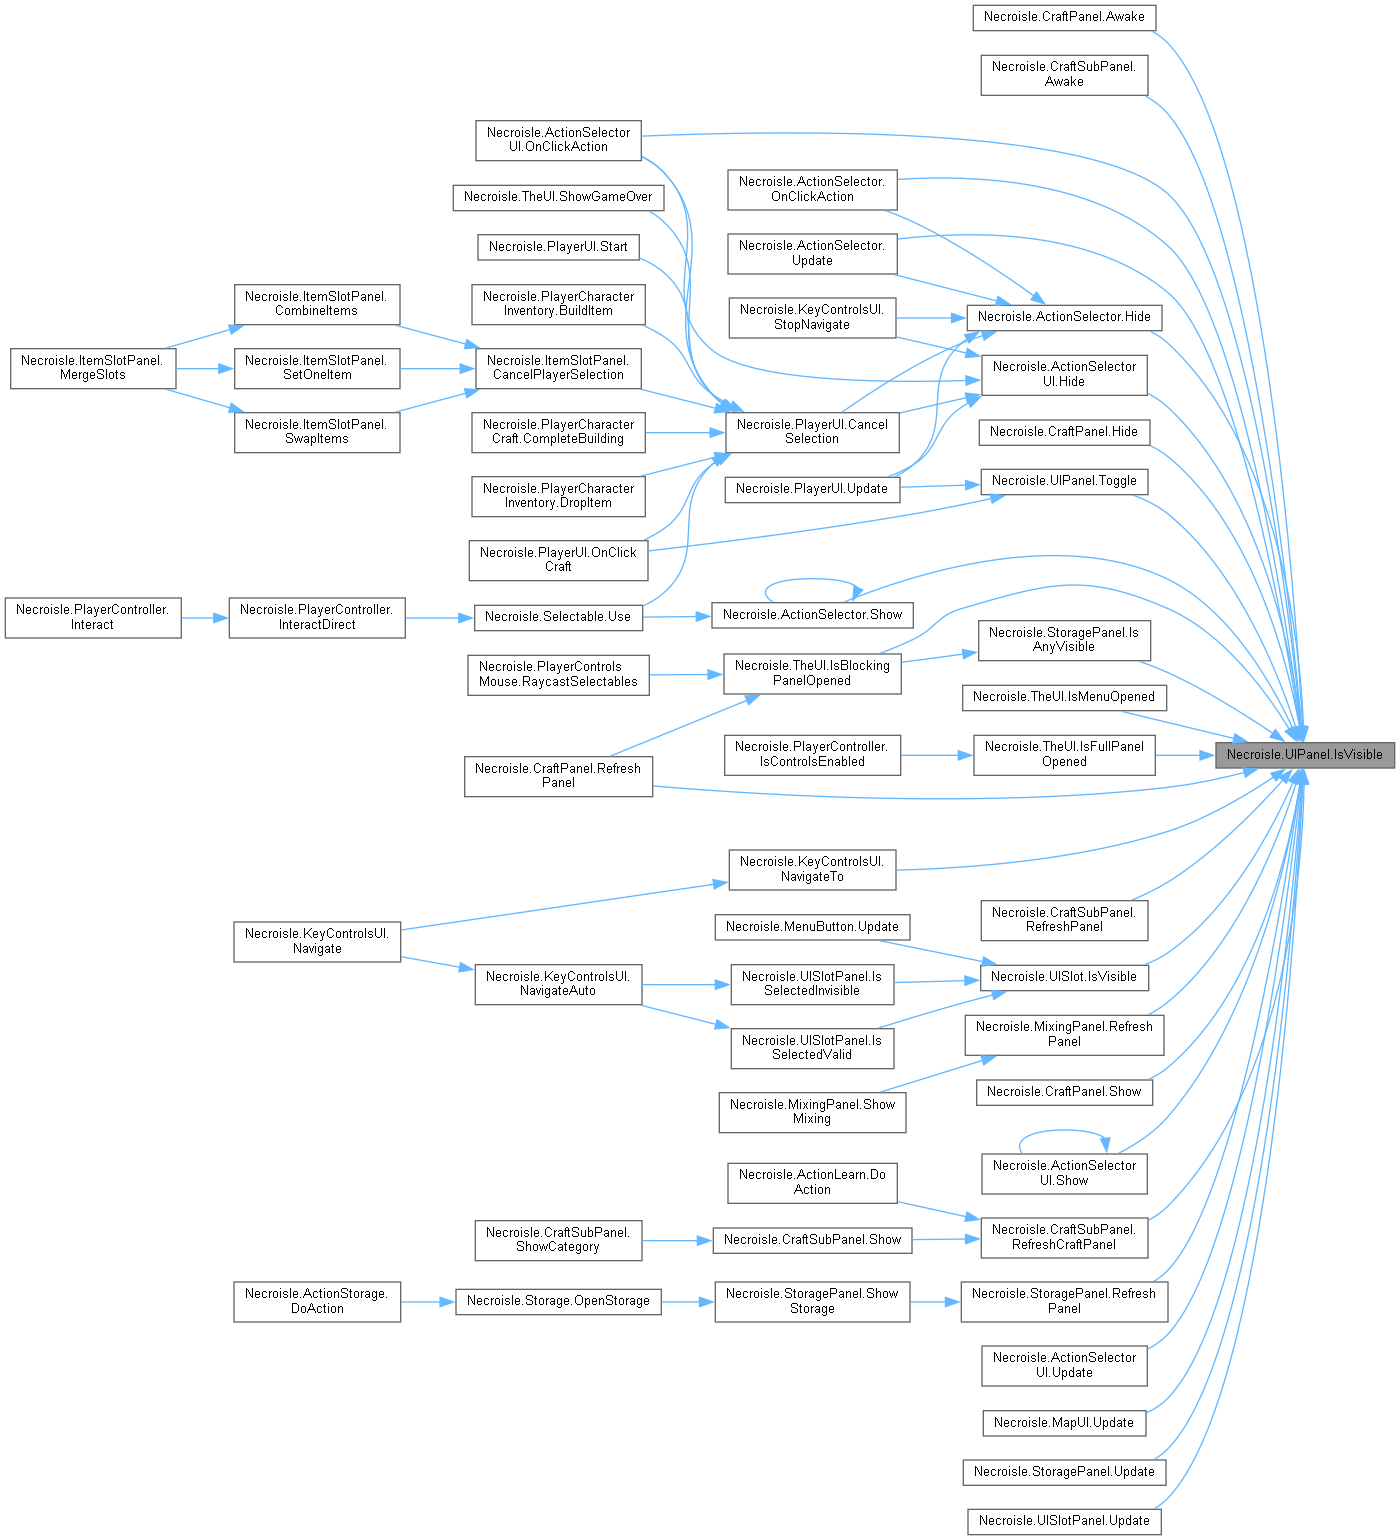 Necroisle.CraftPanel.Awake
Necroisle.CraftSubPanel.
Awake
Necroisle.ActionSelector
UI.OnClickAction
Necroisle.ActionSelector.
OnClickAction
Necroisle.TheUI.ShowGameOver
Necroisle.PlayerUI.Start
Necroisle.ActionSelector.
Update
Necroisle.ItemSlotPanel.
CombineItems
Necroisle.PlayerCharacter
Inventory.BuildItem
Necroisle.KeyControlsUI.
StopNavigate
Necroisle.ActionSelector.Hide
Necroisle.ItemSlotPanel.
MergeSlots
Necroisle.ItemSlotPanel.
SetOneItem
Necroisle.ItemSlotPanel.
CancelPlayerSelection
Necroisle.ActionSelector
UI.Hide
Necroisle.ItemSlotPanel.
SwapItems
Necroisle.PlayerCharacter
Craft.CompleteBuilding
Necroisle.PlayerUI.Cancel
Selection
Necroisle.CraftPanel.Hide
Necroisle.PlayerCharacter
Inventory.DropItem
Necroisle.PlayerUI.Update
Necroisle.UIPanel.Toggle
Necroisle.PlayerUI.OnClick
Craft
Necroisle.PlayerController.
Interact
Necroisle.PlayerController.
InteractDirect
Necroisle.Selectable.Use
Necroisle.ActionSelector.Show
Necroisle.StoragePanel.Is
AnyVisible
Necroisle.PlayerControls
Mouse.RaycastSelectables
Necroisle.TheUI.IsBlocking
PanelOpened
Necroisle.TheUI.IsMenuOpened
Necroisle.CraftPanel.Refresh
Panel
Necroisle.PlayerController.
IsControlsEnabled
Necroisle.TheUI.IsFullPanel
Opened
Necroisle.UIPanel.IsVisible
Necroisle.KeyControlsUI.
NavigateTo
Necroisle.CraftSubPanel.
RefreshPanel
Necroisle.KeyControlsUI.
Navigate
Necroisle.MenuButton.Update
Necroisle.KeyControlsUI.
NavigateAuto
Necroisle.UISlotPanel.Is
SelectedInvisible
Necroisle.UISlot.IsVisible
Necroisle.UISlotPanel.Is
SelectedValid
Necroisle.MixingPanel.Refresh
Panel
Necroisle.MixingPanel.Show
Mixing
Necroisle.CraftPanel.Show
Necroisle.ActionSelector
UI.Show
Necroisle.ActionLearn.Do
Action
Necroisle.CraftSubPanel.
ShowCategory
Necroisle.CraftSubPanel.Show
Necroisle.CraftSubPanel.
RefreshCraftPanel
Necroisle.ActionStorage.
DoAction
Necroisle.Storage.OpenStorage
Necroisle.StoragePanel.Show
Storage
Necroisle.StoragePanel.Refresh
Panel
Necroisle.ActionSelector
UI.Update
Necroisle.MapUI.Update
Necroisle.StoragePanel.Update
Necroisle.UISlotPanel.Update